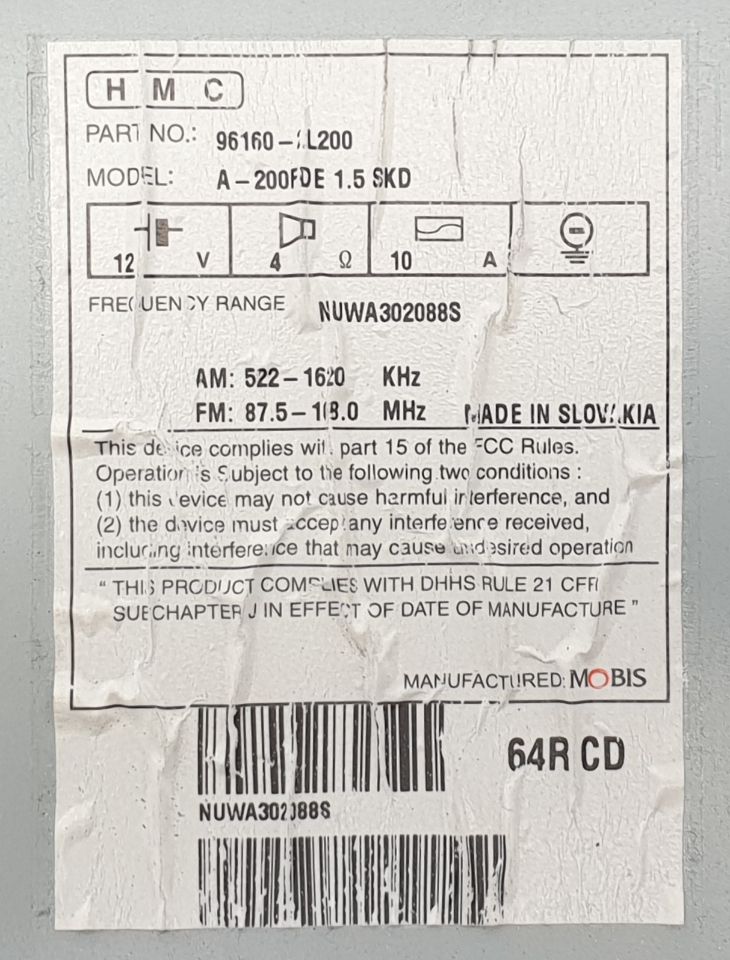 HMC
PART NO.: 96160-2L200
MODEL: A-200FDE 1.5 SKD
12 V 4 Ω 10 A
FREQUENCY RANGE NUWA302088S
AM: 522-1620 KHz
FM: 87.5-108.0 MHz MADE IN SLOVAKIA
This device complies with part 15 of the FCC Rules.
Operation is Subject to the following two conditions :
(1) this device may not cause harmful interference, and
(2) the device must accept any interference received,
including interference that may cause undesired operation
“ THIS PRODUCT COMPLIES WITH DHHS RULE 21 CFR
SUBCHAPTER J IN EFFECT OF DATE OF MANUFACTURE ”
MANUFACTURED: MOBIS
64R CD
NUWA302088S